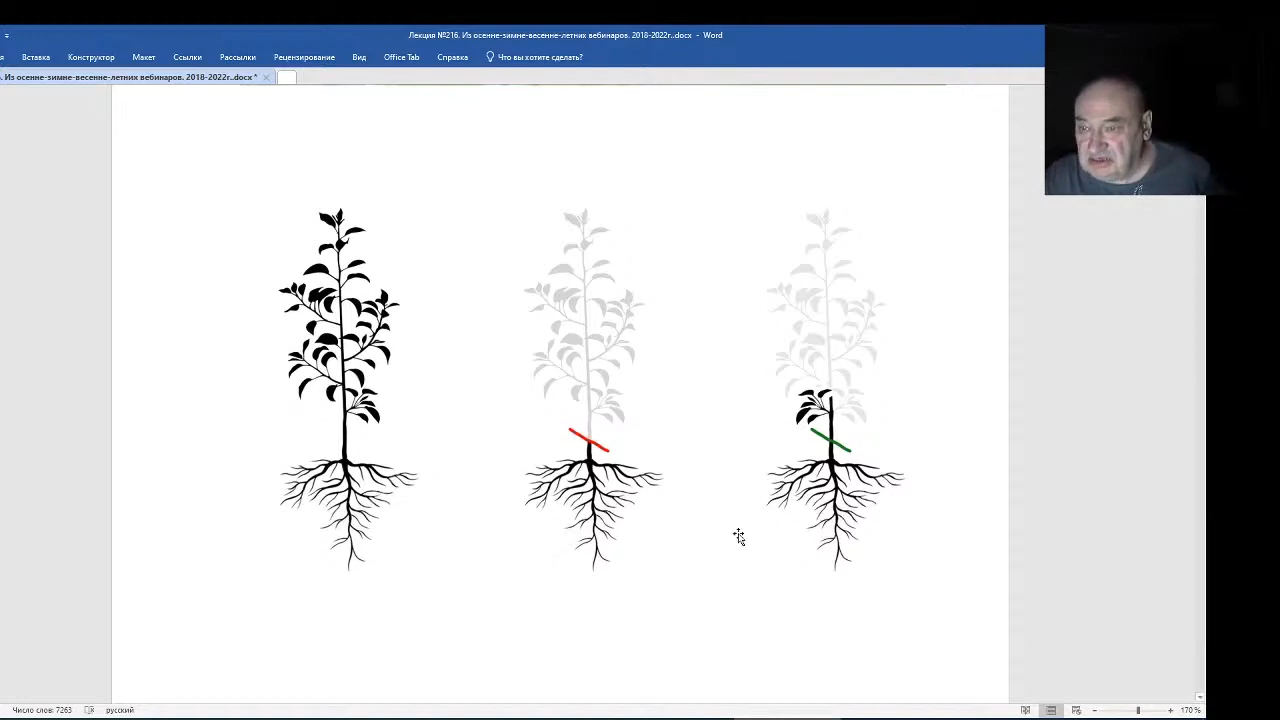 Лекция №216. Из осенне-зимне-весенне-летних вебинаров. 2018-2022г..docx - Word
Вставка Конструктор Макет Ссылки Рассылки Рецензирование Вид Office Tab Справка Что вы хотите сделать?
. Из осенне-зимне-весенне-летних вебинаров. 2018-2022г..docx *
Число слов: 7263 русский 170 %